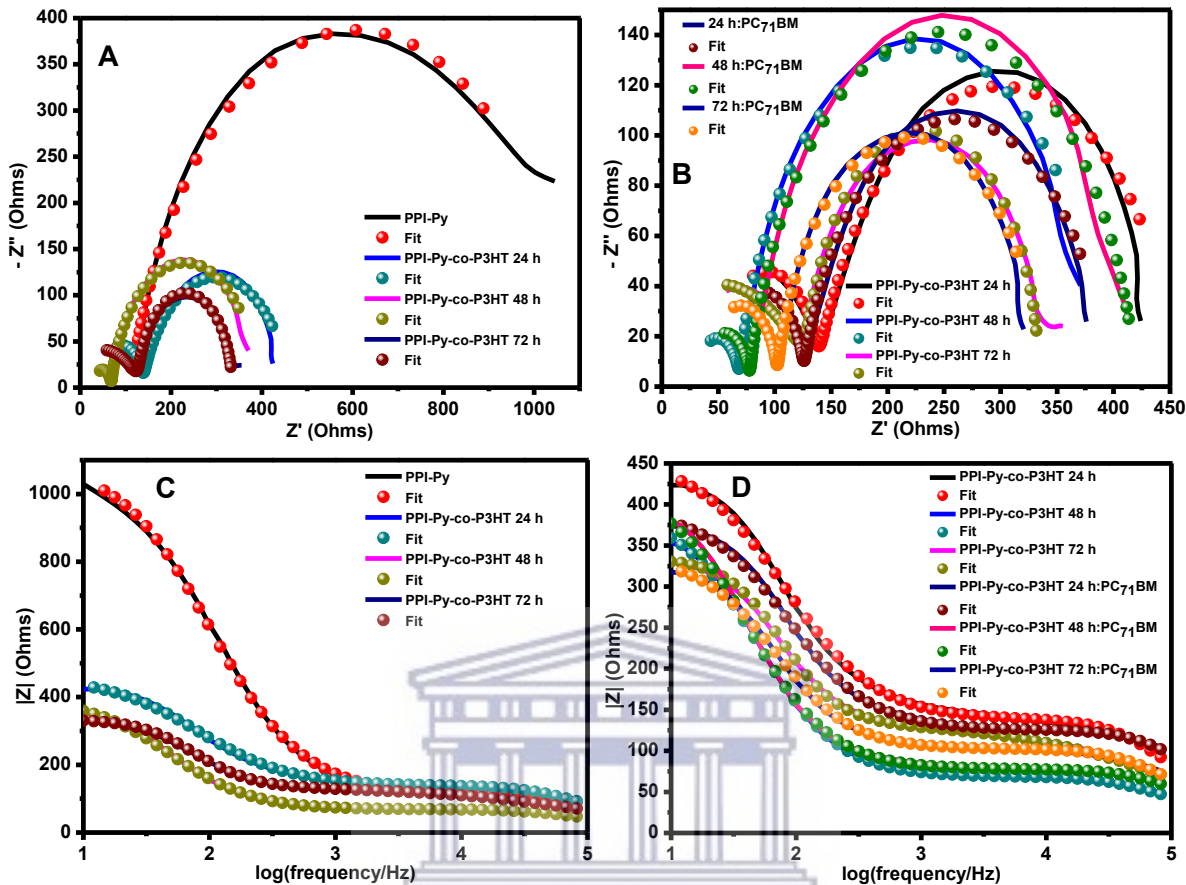 A
- Z'' (Ohms)
400
350
300
250
200
150
100
50
0
PPI-Py
Fit
PPI-Py-co-P3HT 24 h
Fit
PPI-Py-co-P3HT 48 h
Fit
PPI-Py-co-P3HT 72 h
Fit
0 200 400 600 800 1000
Z' (Ohms)
B
- Z'' (Ohms)
140
120
100
80
60
40
20
0
24 h:PC71BM
Fit
48 h:PC71BM
Fit
72 h:PC71BM
Fit
PPI-Py-co-P3HT 24 h
Fit
PPI-Py-co-P3HT 48 h
Fit
PPI-Py-co-P3HT 72 h
Fit
0 50 100 150 200 250 300 350 400 450
Z' (Ohms)
C
|Z| (Ohms)
1000
800
600
400
200
0
PPI-Py
Fit
PPI-Py-co-P3HT 24 h
Fit
PPI-Py-co-P3HT 48 h
Fit
PPI-Py-co-P3HT 72 h
Fit
1 2 3 4 5
log(frequency/Hz)
D
|Z| (Ohms)
450
400
350
300
250
200
150
100
50
0
PPI-Py-co-P3HT 24 h
Fit
PPI-Py-co-P3HT 48 h
Fit
PPI-Py-co-P3HT 72 h
Fit
PPI-Py-co-P3HT 24 h:PC71BM
Fit
PPI-Py-co-P3HT 48 h:PC71BM
Fit
PPI-Py-co-P3HT 72 h:PC71BM
Fit
1 2 3 4 5
log(frequency/Hz)